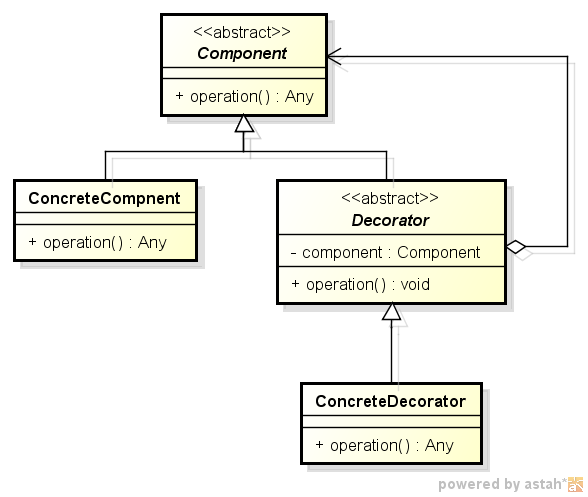 <<abstract>>
Component
+ operation() : Any
ConcreteCompnent
+ operation() : Any
<<abstract>>
Decorator
- component : Component
+ operation() : void
ConcreteDecorator
+ operation() : Any
powered by astah*